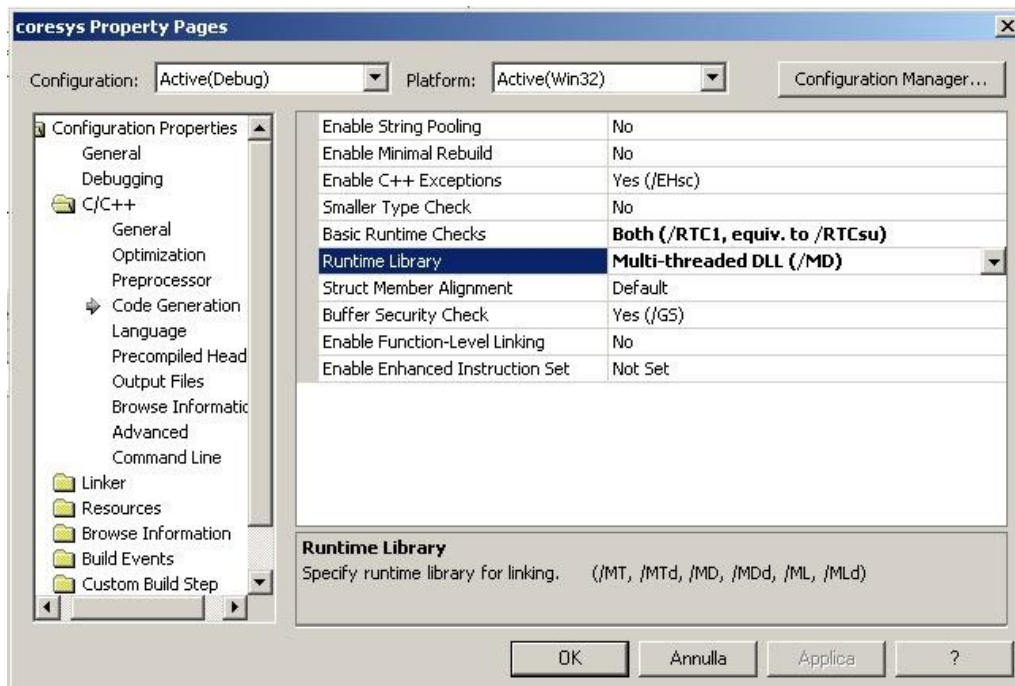 coresys Property Pages
Configuration: Active(Debug) Platform: Active(Win32) Configuration Manager...
Configuration Properties
General
Debugging
C/C++
General
Optimization
Preprocessor
Code Generation
Language
Precompiled Head
Output Files
Browse Informatic
Advanced
Command Line
Linker
Resources
Browse Information
Build Events
Custom Build Step
Enable String Pooling No
Enable Minimal Rebuild No
Enable C++ Exceptions Yes (/EHsc)
Smaller Type Check No
Basic Runtime Checks Both (/RTC1, equiv. to /RTCsu)
Runtime Library Multi-threaded DLL (/MD)
Struct Member Alignment Default
Buffer Security Check Yes (/GS)
Enable Function-Level Linking No
Enable Enhanced Instruction Set Not Set
Runtime Library
Specify runtime library for linking. (/MT, /MTd, /MD, /MDd, /ML, /MLd)
OK Annulla Applica ?